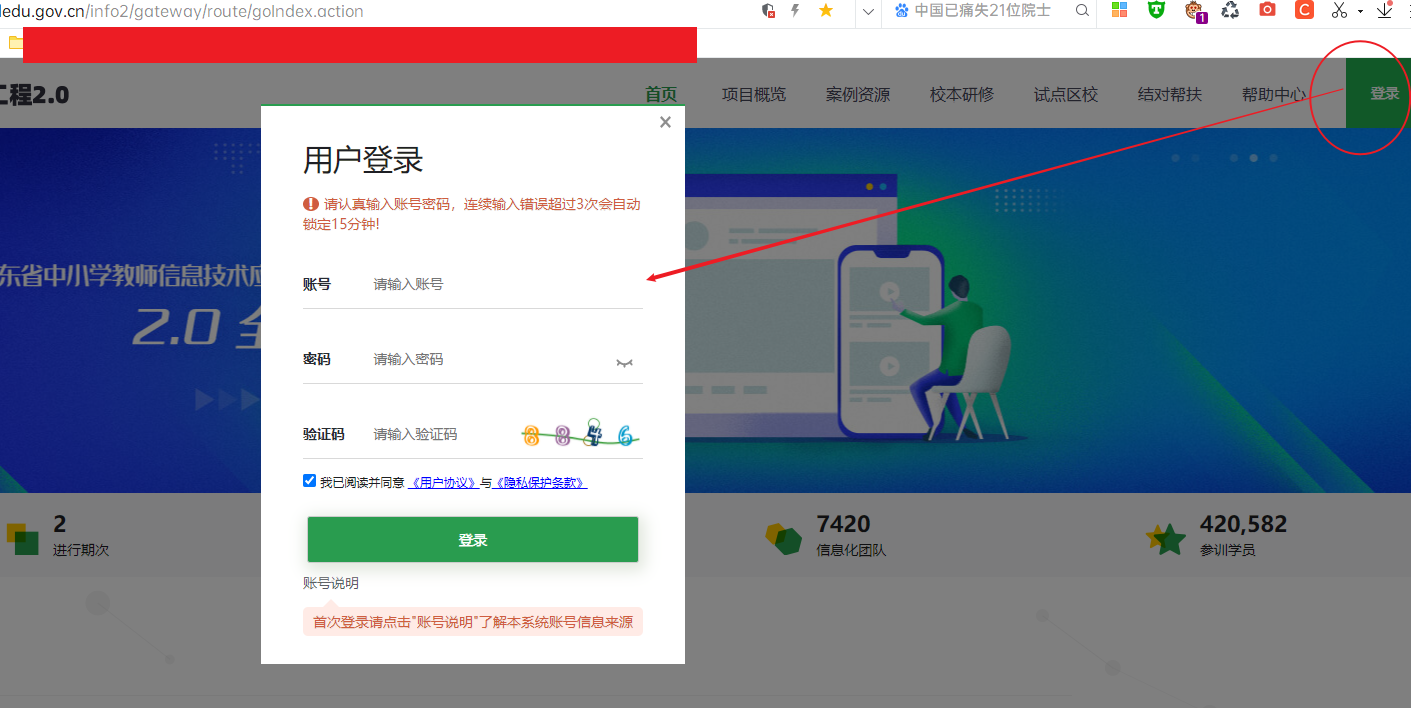 ledu.gov.cn/info2/gateway/route/goIndex.action
中国已痛失21位院士
1
工程2.0
首页 项目概览 案例资源 校本研修 试点区校 结对帮扶 帮助中心 登录
用户登录
请认真输入账号密码，连续输入错误超过3次会自动
锁定15分钟!
东省中小学教师信息技术应
2.0 全
账号 请输入账号
密码 请输入密码
验证码 请输入验证码 8846
我已阅读并同意 《用户协议》与《隐私保护条款》
登录
账号说明
首次登录请点击"账号说明"了解本系统账号信息来源
2
进行期次
7420
信息化团队
420,582
参训学员